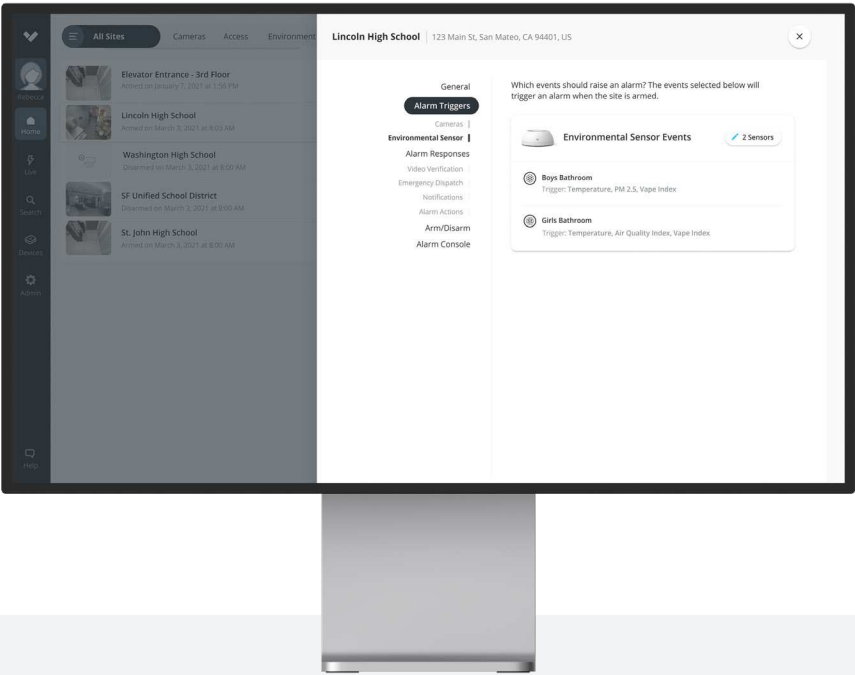 All Sites
Cameras
Access
Environment
Rebecca
Home
Live
Search
Devices
Admin
Help
Elevator Entrance - 3rd Floor
Armed on January 7, 2021 at 1:56 PM
Lincoln High School
Armed on March 3, 2021 at 8:03 AM
Washington High School
Disarmed on March 3, 2021 at 8:00 AM
SF Unified School District
Disarmed on March 3, 2021 at 8:00 AM
St. John High School
Armed on March 3, 2021 at 8:00 AM
Lincoln High School
123 Main St, San Mateo, CA 94401, US
General
Alarm Triggers
Cameras
Environmental Sensor
Alarm Responses
Video Verification
Emergency Dispatch
Notifications
Alarm Actions
Arm/Disarm
Alarm Console
Which events should raise an alarm? The events selected below will
trigger an alarm when the site is armed.
Environmental Sensor Events
2 Sensors
Boys Bathroom
Trigger: Temperature, PM 2.5, Vape Index
Girls Bathroom
Trigger: Temperature, Air Quality Index, Vape Index